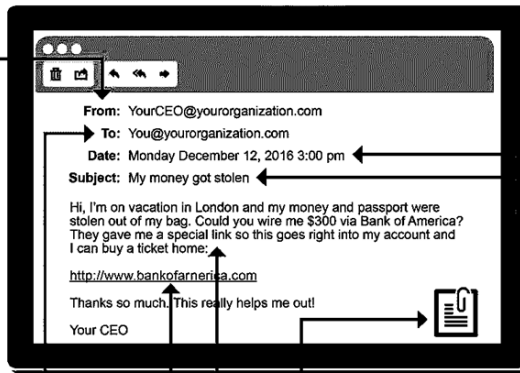 From: YourCEO@yourorganization.com
To: You@yourorganization.com
Date: Monday December 12, 2016 3:00 pm
Subject: My money got stolen
Hi, I'm on vacation in London and my money and passport were
stolen out of my bag. Could you wire me $300 via Bank of America?
They gave me a special link so this goes right into my account and
I can buy a ticket home:
http://www.bankofarnerica.com
Thanks so much. This really helps me out!
Your CEO